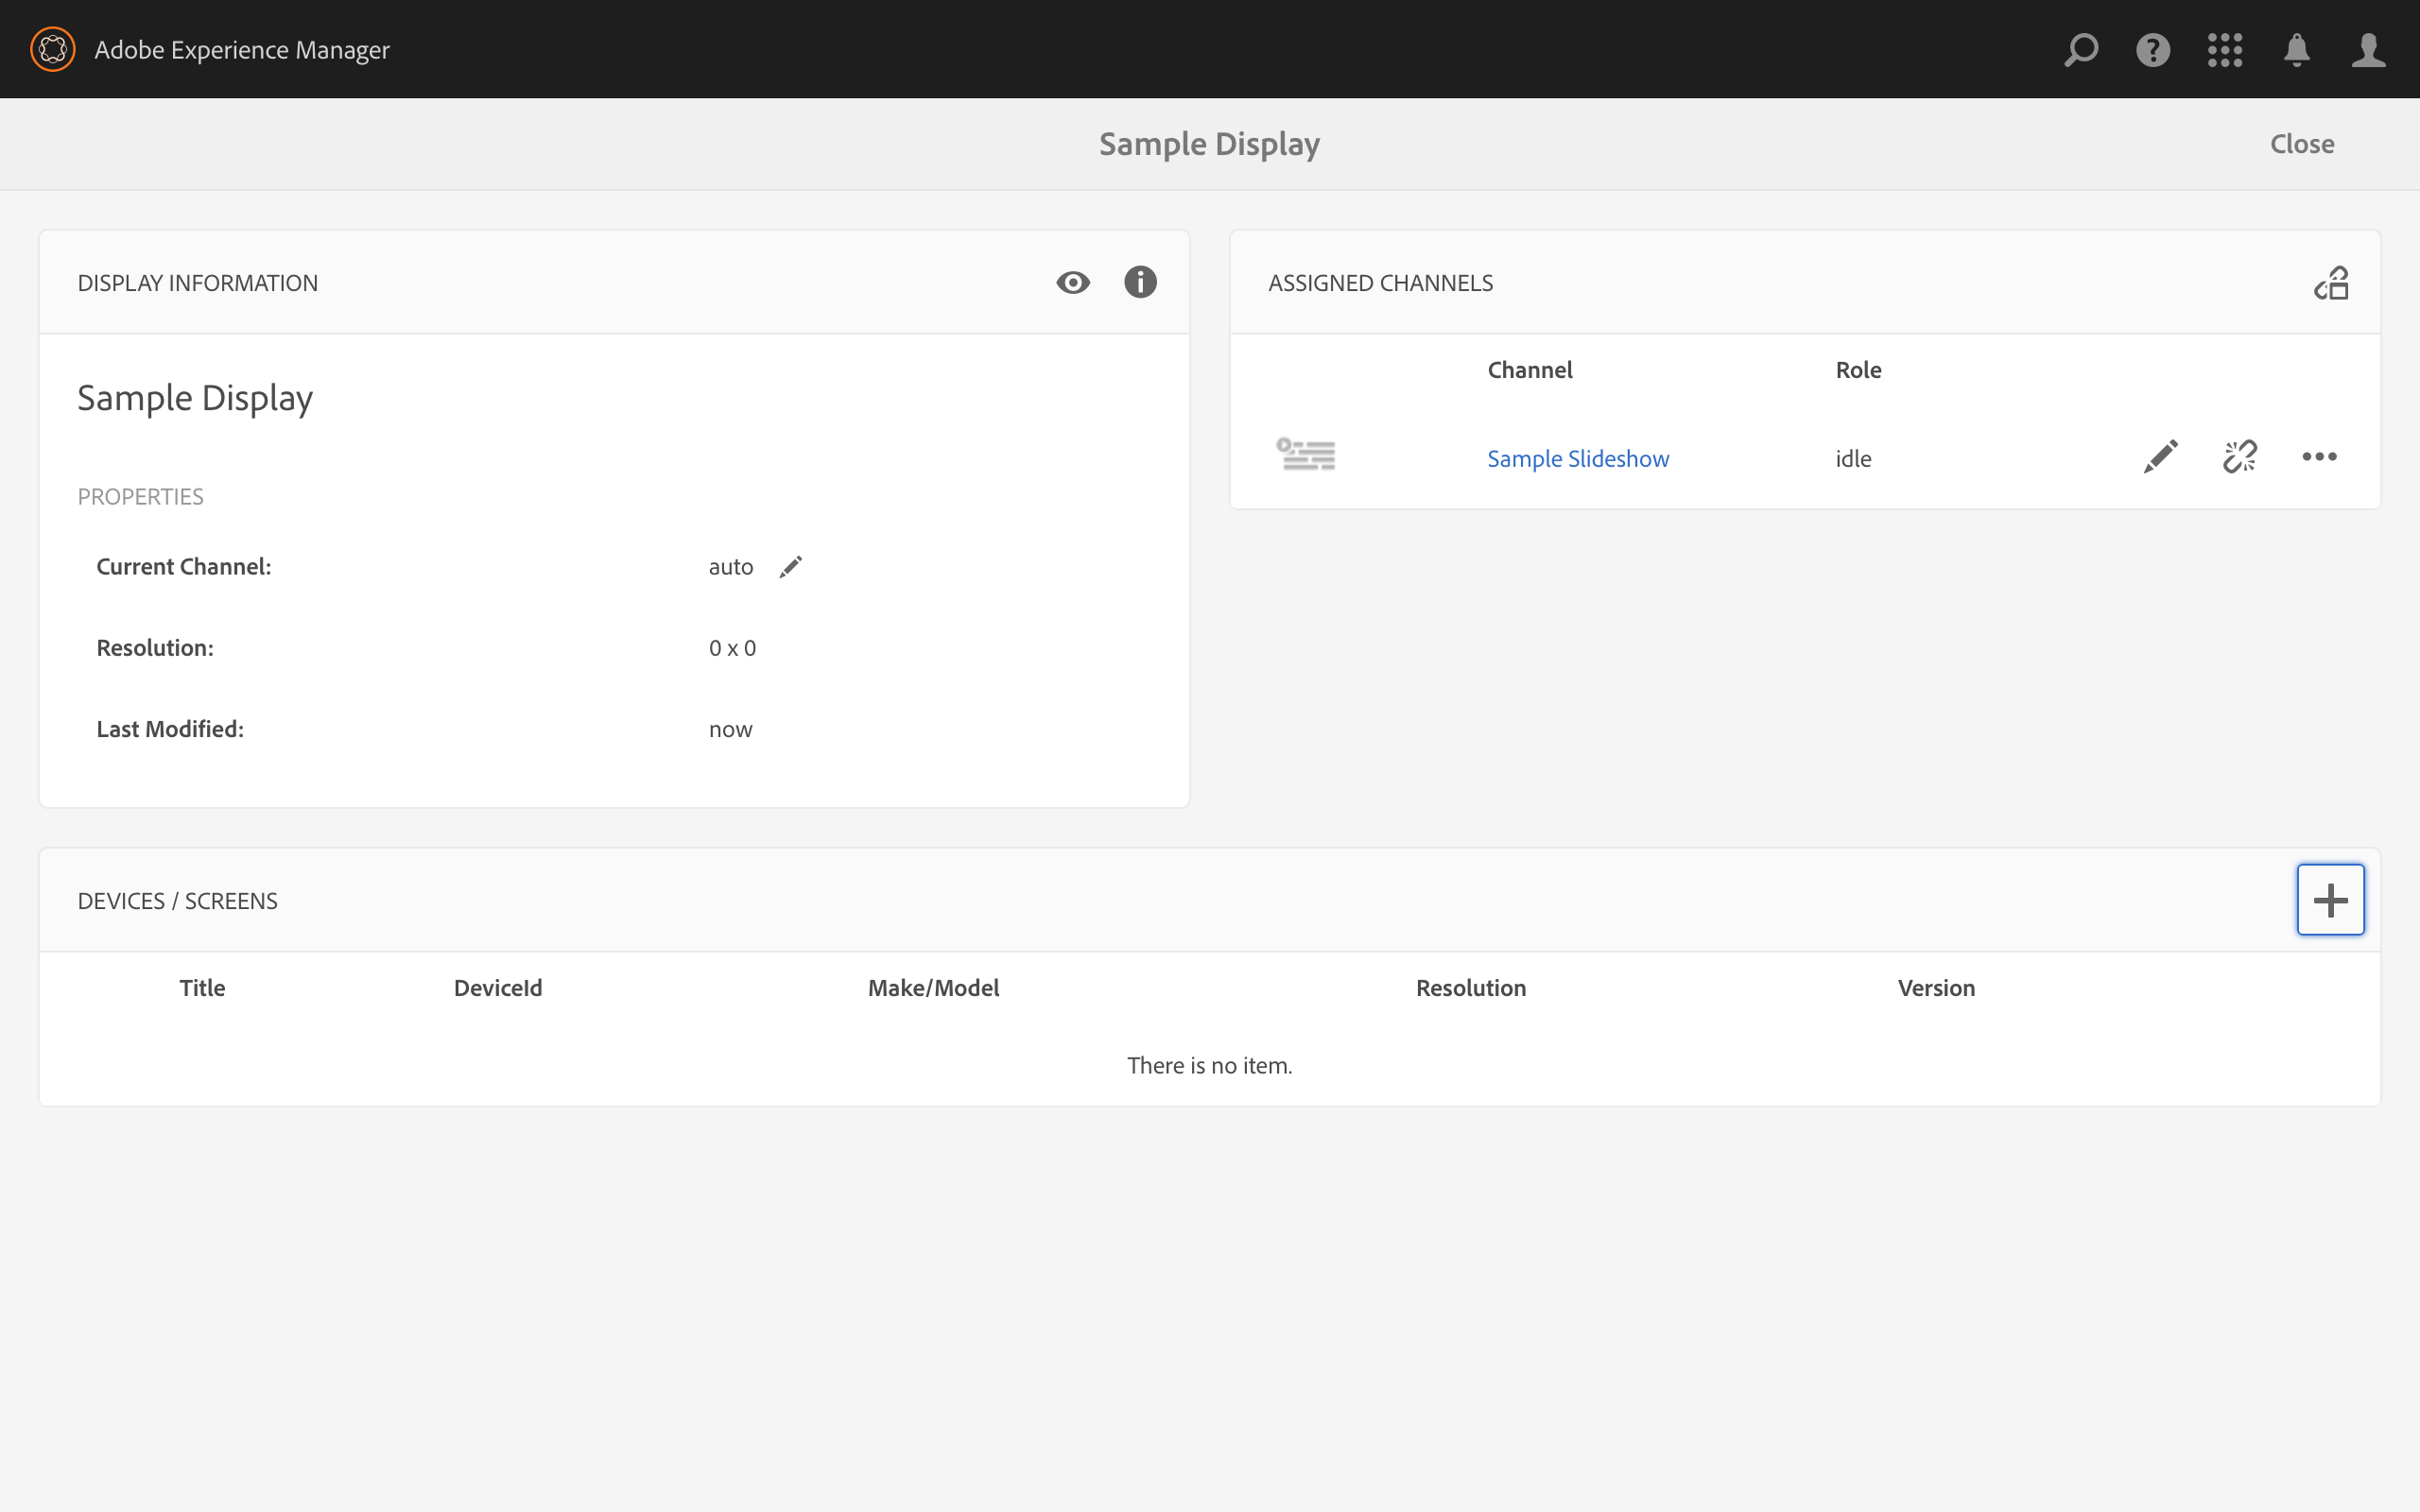 Adobe Experience Manager
Sample Display
Close
DISPLAY INFORMATION
Sample Display
PROPERTIES
Current Channel: auto
Resolution: 0 x 0
Last Modified: now
ASSIGNED CHANNELS
Channel Role
Sample Slideshow idle
DEVICES / SCREENS
Title DeviceId Make/Model Resolution Version
There is no item.